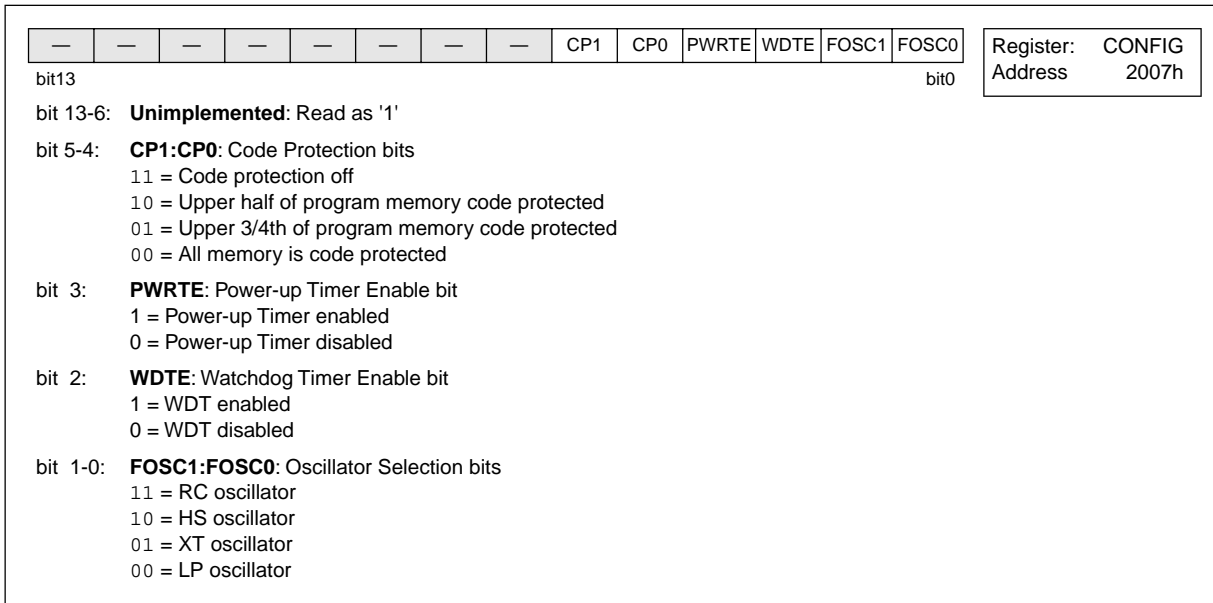 — — — — — — — — CP1 CP0 PWRTE WDTE FOSC1 FOSC0
bit13 bit0
Register: CONFIG
Address 2007h
bit 13-6: Unimplemented: Read as '1'
bit 5-4: CP1:CP0: Code Protection bits
11 = Code protection off
10 = Upper half of program memory code protected
01 = Upper 3/4th of program memory code protected
00 = All memory is code protected
bit 3: PWRTE: Power-up Timer Enable bit
1 = Power-up Timer enabled
0 = Power-up Timer disabled
bit 2: WDTE: Watchdog Timer Enable bit
1 = WDT enabled
0 = WDT disabled
bit 1-0: FOSC1:FOSC0: Oscillator Selection bits
11 = RC oscillator
10 = HS oscillator
01 = XT oscillator
00 = LP oscillator